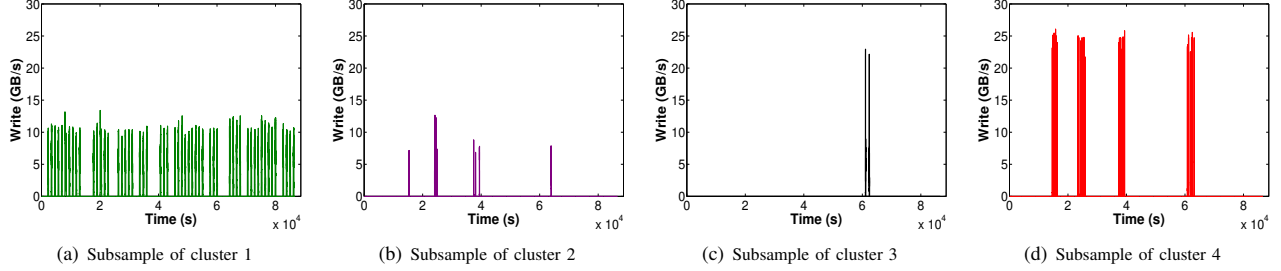 30
25
20
15
10
5
0
Write (GB/s)
0 2 4 6 8
Time (s)
x 10^4
(a) Subsample of cluster 1
30
25
20
15
10
5
0
Write (GB/s)
0 2 4 6 8
Time (s)
x 10^4
(b) Subsample of cluster 2
30
25
20
15
10
5
0
Write (GB/s)
0 2 4 6 8
Time (s)
x 10^4
(c) Subsample of cluster 3
30
25
20
15
10
5
0
Write (GB/s)
0 2 4 6 8
Time (s)
x 10^4
(d) Subsample of cluster 4